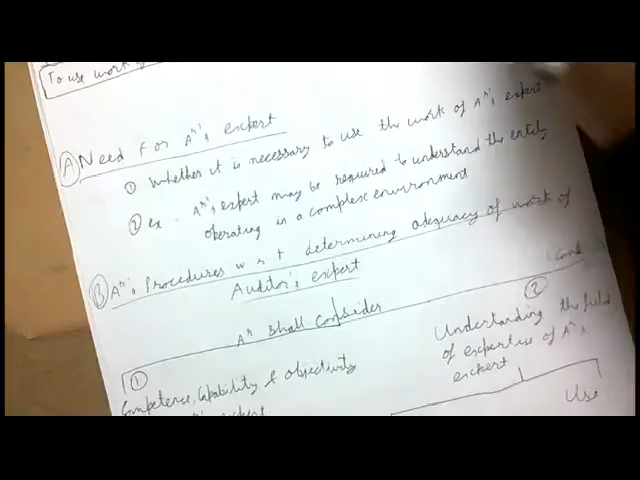 To use work
(A) Need for Ar's expert
① Whether it is necessary to use the work of Ar's expert
② ex - Ar's expert may be required to understand the entity
operating in a complex environment
(B) Ar's Procedures w r t determining adequacy of work of
Auditor's expert
Ar shall consider
① ②
Competence, Capability & objectivity
expert
Understanding the field
of expertise of Ar's
expert
Use